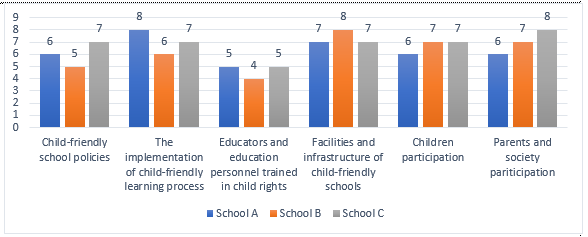 9
8
7
6
5
4
3
2
1
0
6 5 7
8 6 7
5 4 5
7 8 7
6 7 7
6 7 8
Child-friendly
school policies
The
implementation
of child-friendly
learning process
Educators and
education
personnel trained
in child rights
Facilities and
infrastructure of
child-friendly
schools
Children
partcipation
Parents and
society
pariticipation
School A School B School C